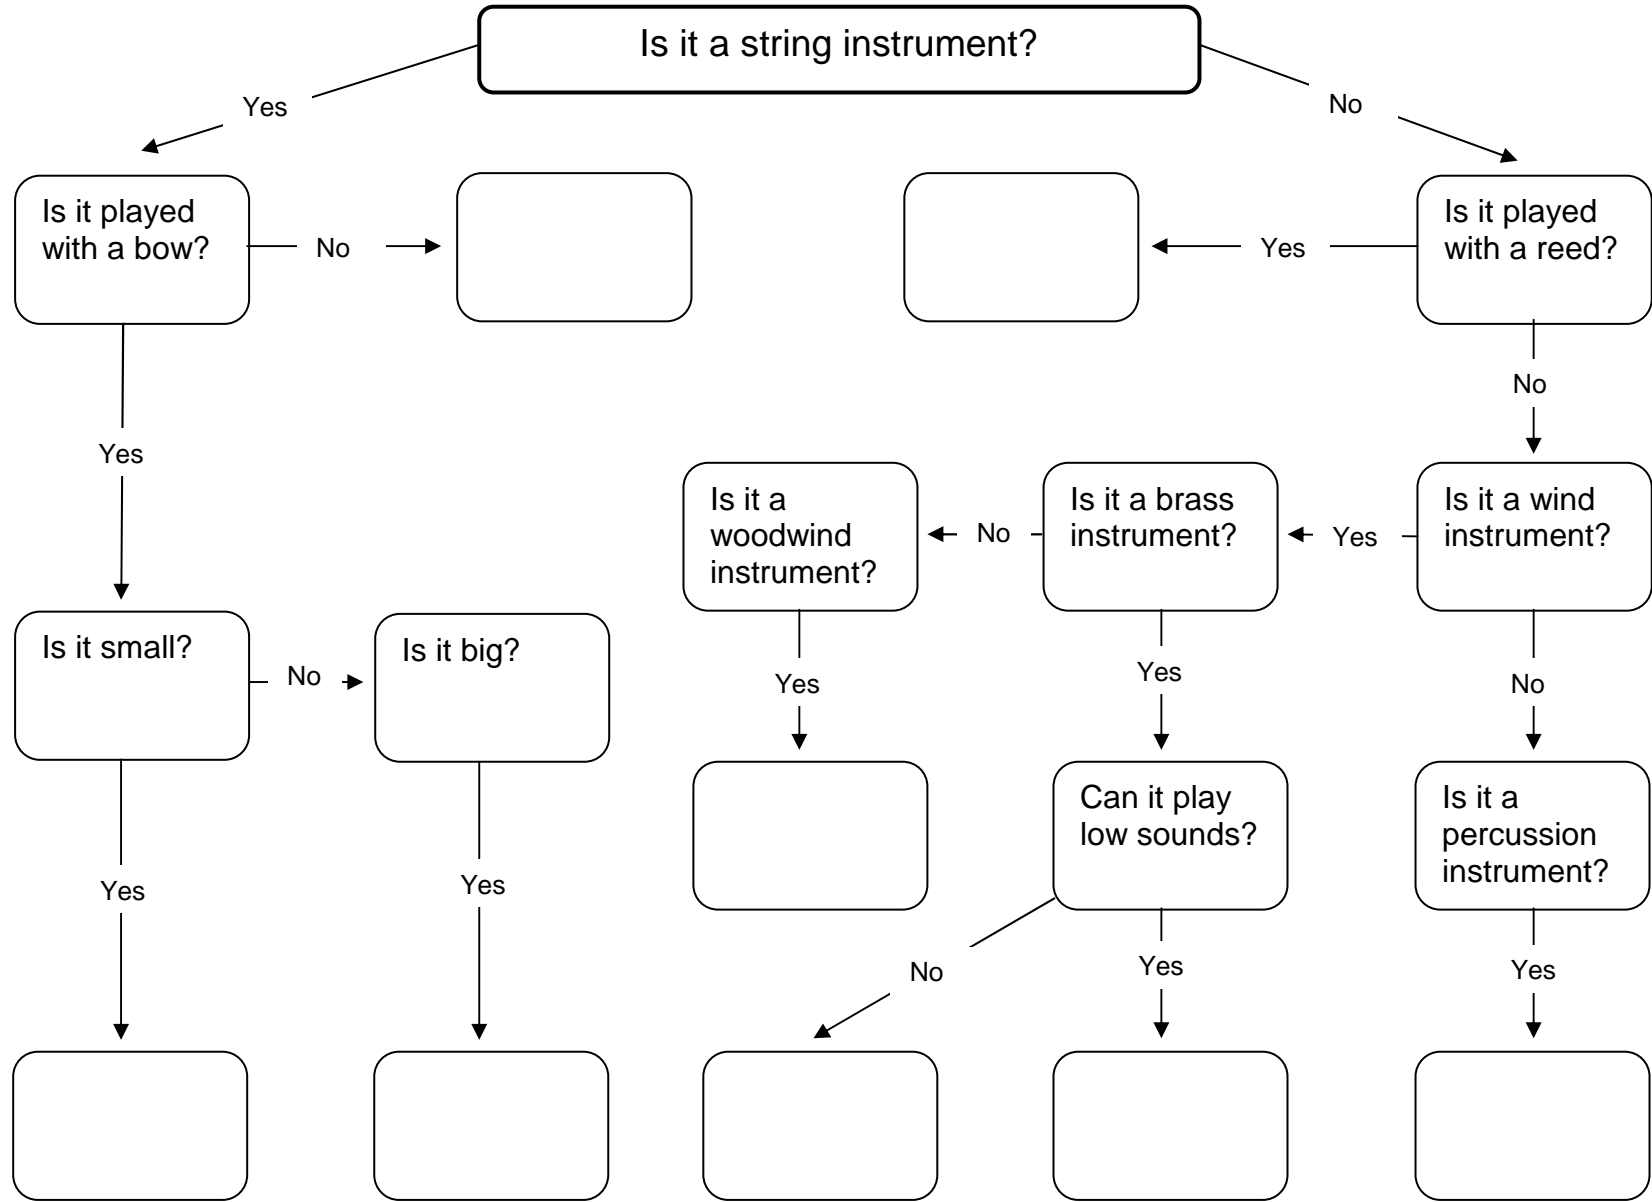 Is it a string instrument?
Yes
No
Is it played
with a bow?
No
Yes
Is it played
with a reed?
No
Yes
Is it a
woodwind
instrument?
No
Is it a brass
instrument?
Yes
Is it a wind
instrument?
Is it small?
No
Is it big?
Yes
Yes
No
Can it play
low sounds?
Is it a
percussion
instrument?
Yes
Yes
No
Yes
Yes